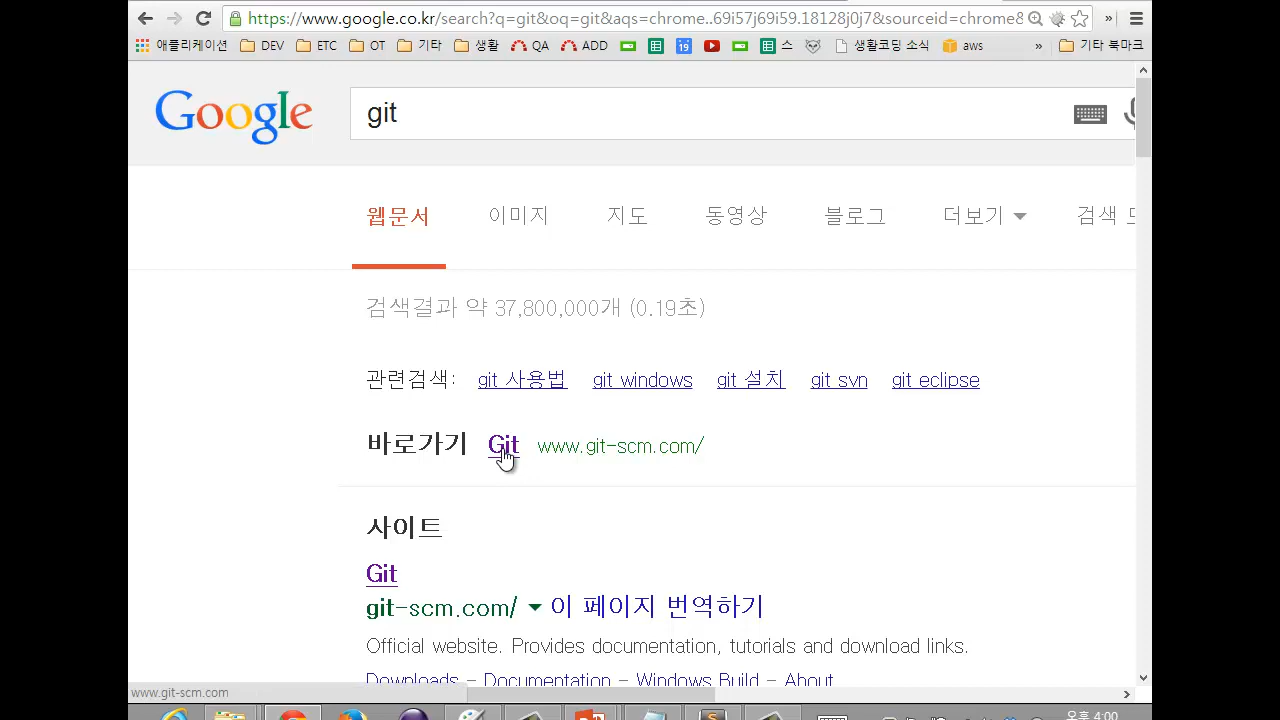 https://www.google.co.kr/search?q=git&oq=git&aqs=chrome..69i57j69i59.18128j0j7&sourceid=chrome8
애플리케이션 DEV ETC OT 기타 생활 QA ADD 19 스 생활코딩 소식 aws » 기타 북마크
Google git
웹문서 이미지 지도 동영상 블로그 더보기 검색
검색결과 약 37,800,000개 (0.19초)
관련검색: git 사용법 git windows git 설치 git svn git eclipse
바로가기 Git www.git-scm.com/
사이트
Git
git-scm.com/ 이 페이지 번역하기
Official website. Provides documentation, tutorials and download links.
Downloads - Documentation - Windows Build - About
www.git-scm.com
오후 4:00